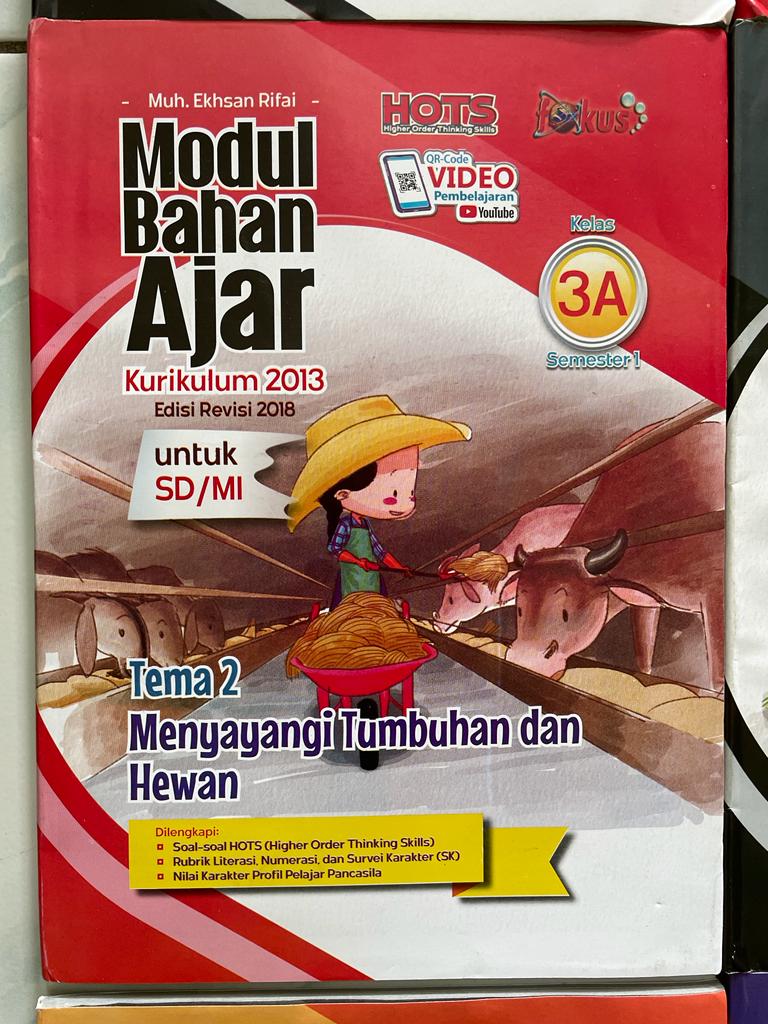 - Muh. Ekhsan Rifai -
Modul
Bahan
Ajar
Kurikulum 2013
Edisi Revisi 2018
untuk
SD/MI
HOTS
Higher Order Thinking Skills
Fokus
QR-Code
VIDEO
Pembelajaran
YouTube
Kelas
3A
Semester 1
Tema 2
Menyayangi Tumbuhan dan
Hewan
Dilengkapi:
Soal-soal HOTS (Higher Order Thinking Skills)
Rubrik Literasi, Numerasi, dan Survei Karakter (SK)
Nilai Karakter Profil Pelajar Pancasila